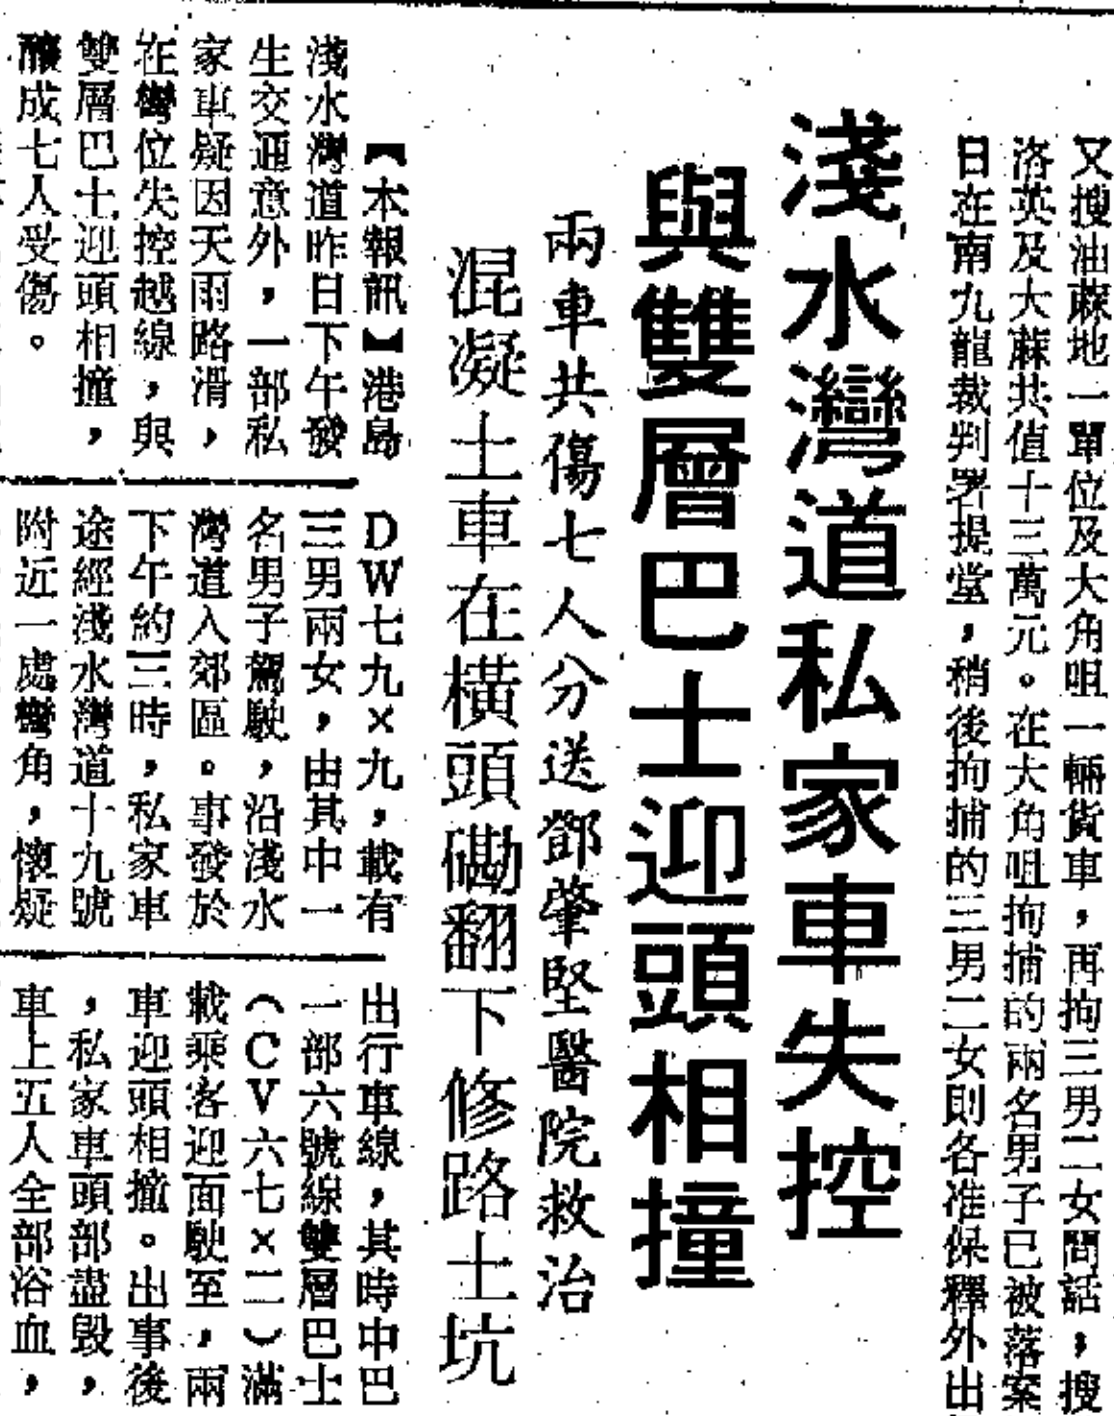 又搜油蔴地一單位及大角咀一輛貨車，再拘三男二女問話，搜
洛英及大蔴共值十三萬元。在大角咀拘捕的兩名男子已被落案
日在南九龍裁判署提堂，稍後拘捕的三男二女則各准保釋外出
淺水灣道私家車失控
與雙層巴士迎頭相撞
兩車共傷七人分送鄧肇堅醫院救治
混凝土車在橫頭磡翻下修路土坑
【本報訊】港島
淺水灣道昨日下午發
生交通意外，一部私
家車疑因天雨路滑，
在彎位失控越線，與
雙層巴士迎頭相撞，
釀成七人受傷。
DW七九×九，載有
三男兩女，由其中一
名男子駕駛，沿淺水
灣道入郊區。事發於
下午約三時，私家車
途經淺水灣道十九號
附近一處彎角，懷疑
出行車線，其時中巴
一部六號線雙層巴士
（CV六七×二）滿
載乘客迎面駛至，兩
車迎頭相撞。出事後
，私家車頭部盡毀，
車上五人全部浴血，